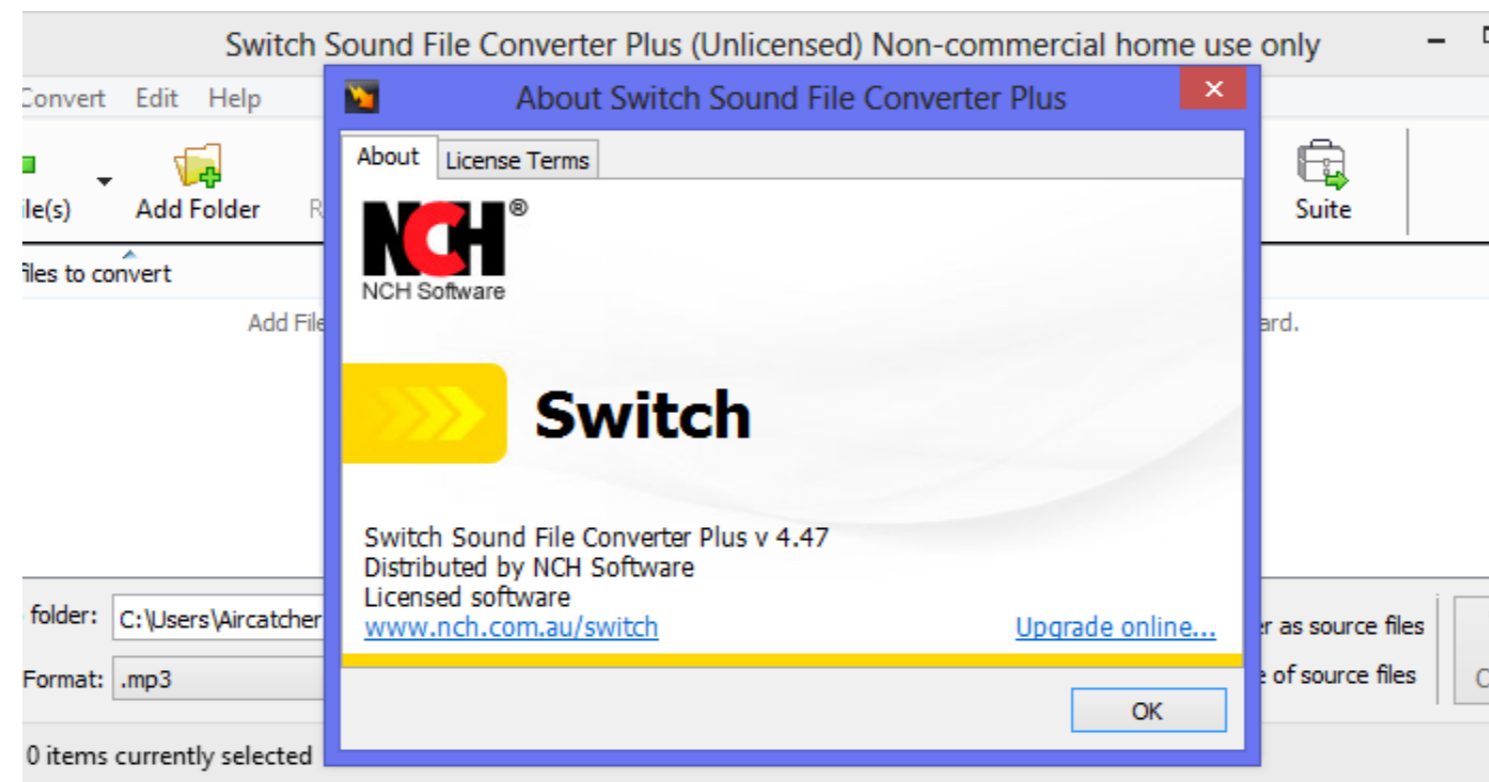 Switch Sound File Converter Plus (Unlicensed) Non-commercial home use only
Convert Edit Help
About Switch Sound File Converter Plus
About License Terms
ile(s) Add Folder R Suite
NCH®
NCH Software
files to convert
Add File ard.
Switch
Switch Sound File Converter Plus v 4.47
Distributed by NCH Software
Licensed software
www.nch.com.au/switch Upgrade online...
folder: C:\Users\Aircatcher er as source files
Format: .mp3 e of source files
OK
0 items currently selected